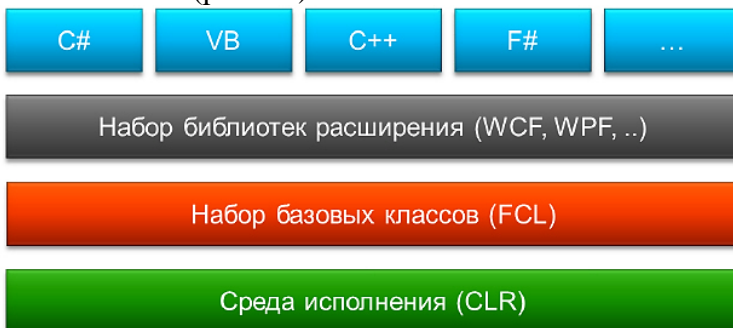 C# VB C++ F# ...
Набор библиотек расширения (WCF, WPF, ..)
Набор базовых классов (FCL)
Среда исполнения (CLR)